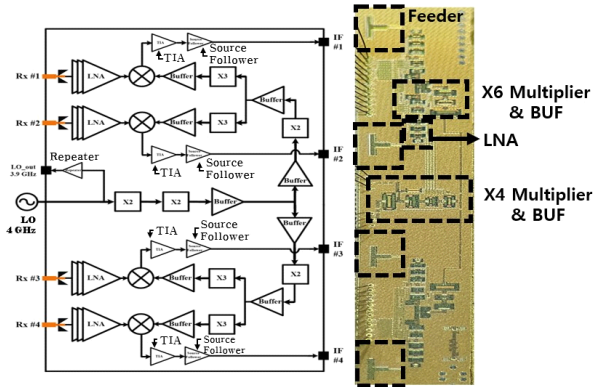 Feeder
IF
#1
TIA
Source
Follower
TIA
Rx #1
LNA
Buffer
X3
X6 Multiplier
& BUF
Buffer
Rx #2
LNA
Buffer
X3
X2
LNA
IF
#2
TIA
Source
Follower
TIA
Repeater
LO_out
3.9 GHz
X4 Multiplier
& BUF
Buffer
X2
X2
Buffer
LO
4 GHz
TIA
Source
Follower
Buffer
TIA
IF
#3
X2
Rx #3
LNA
Buffer
X3
Buffer
Rx #4
LNA
Buffer
X3
TIA
Source
Follower
TIA
IF
#4